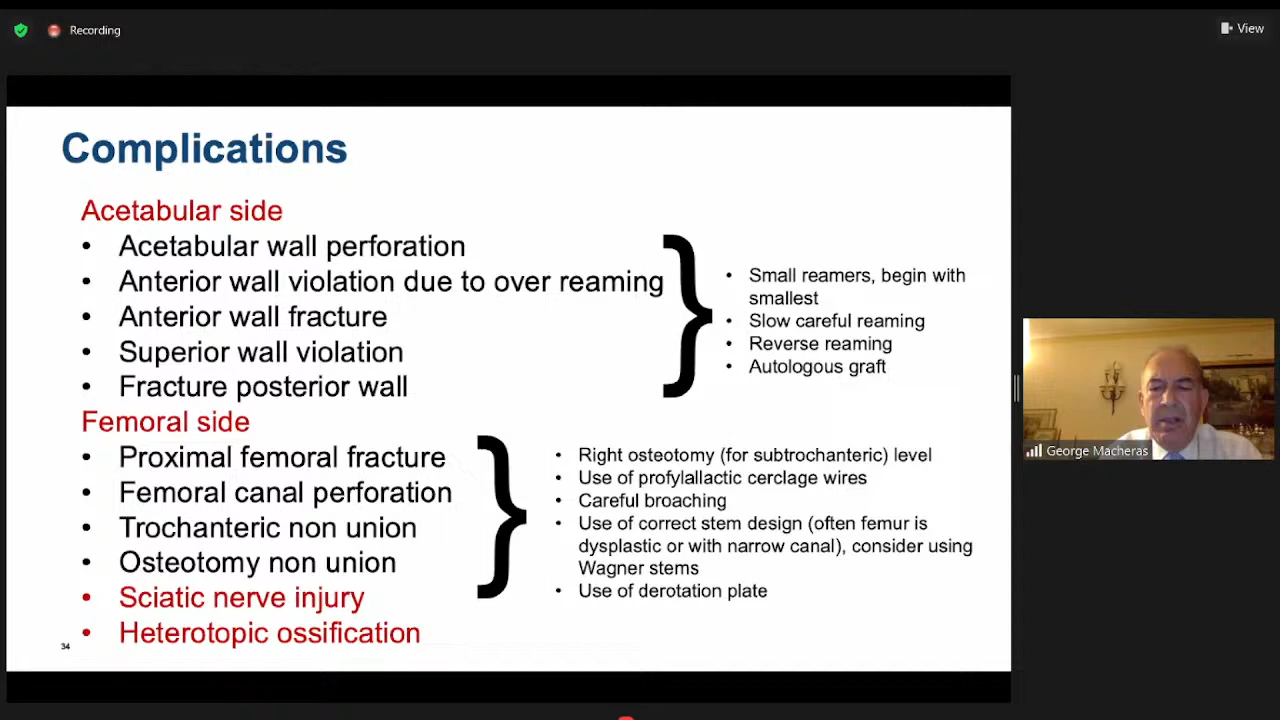 Recording
View
Complications
Acetabular side
• Acetabular wall perforation
• Anterior wall violation due to over reaming
• Anterior wall fracture
• Superior wall violation
• Fracture posterior wall
• Small reamers, begin with
smallest
• Slow careful reaming
• Reverse reaming
• Autologous graft
Femoral side
• Proximal femoral fracture
• Femoral canal perforation
• Trochanteric non union
• Osteotomy non union
• Sciatic nerve injury
• Heterotopic ossification
• Right osteotomy (for subtrochanteric) level
• Use of profylallactic cerclage wires
• Careful broaching
• Use of correct stem design (often femur is
dysplastic or with narrow canal), consider using
Wagner stems
• Use of derotation plate
34
George Macheras